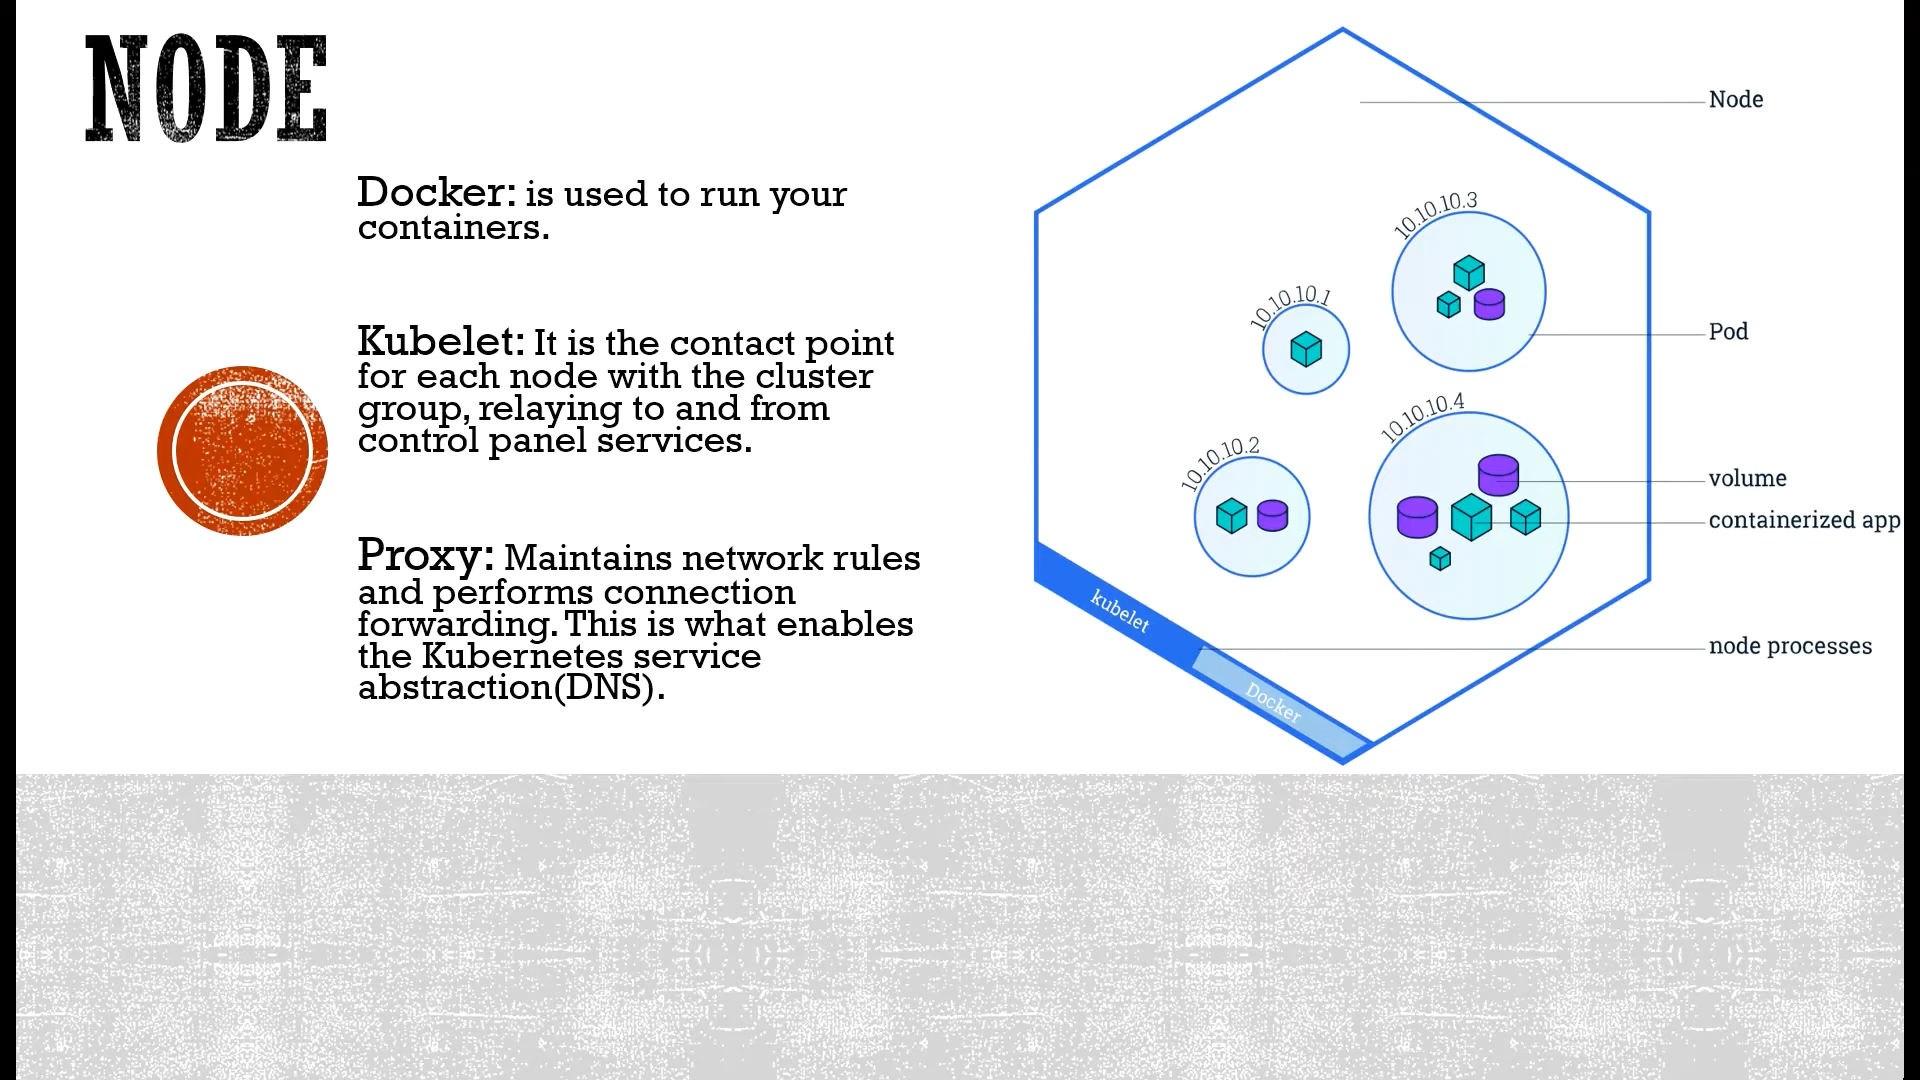 NODE
Docker: is used to run your
containers.
Kubelet: It is the contact point
for each node with the cluster
group, relaying to and from
control panel services.
Proxy: Maintains network rules
and performs connection
forwarding. This is what enables
the Kubernetes service
abstraction(DNS).
Node
10.10.10.3
10.10.10.1
Pod
10.10.10.4
10.10.10.2
volume
containerized app
kubelet
node processes
Docker